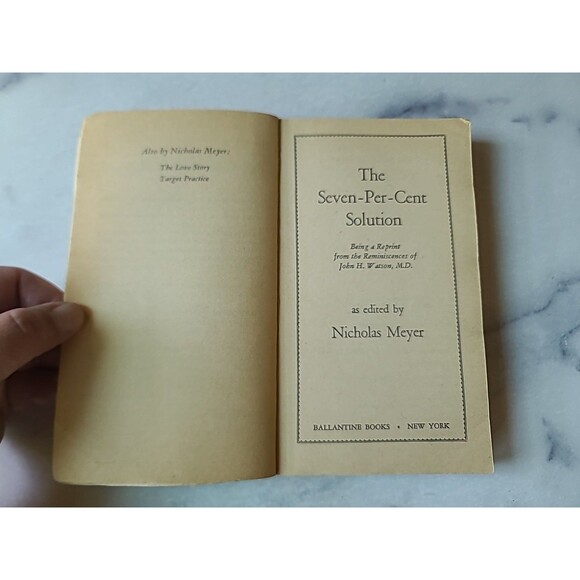 Also by Nicholas Meyer:
The Love Story
Target Practice
The
Seven-Per-Cent
Solution
Being a Reprint
from the Reminiscences of
John H. Watson, M.D.
as edited by
Nicholas Meyer
BALLANTINE BOOKS • NEW YORK